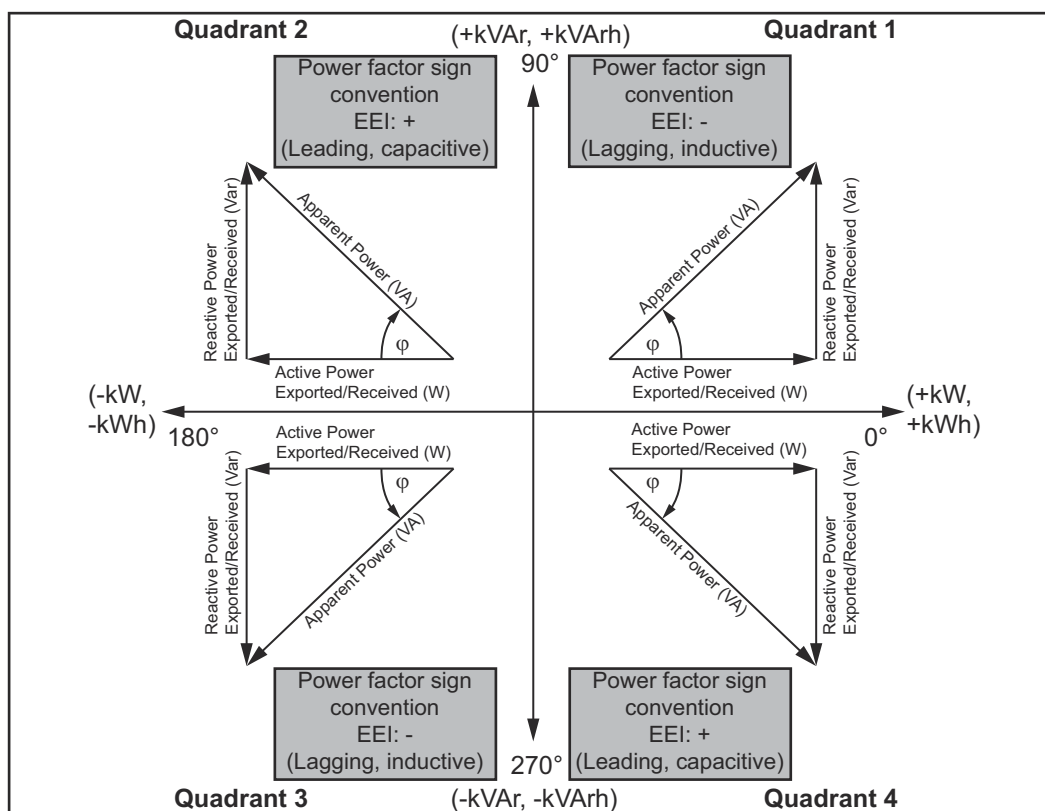 Quadrant 2
(+kVAr, +kVArh)
Quadrant 1
90°
Power factor sign
convention
EEI: +
(Leading, capacitive)
Power factor sign
convention
EEI: -
(Lagging, inductive)
Reactive Power
Exported/Received (Var)
Apparent Power (VA)
φ
Active Power
Exported/Received (W)
Apparent Power (VA)
φ
Active Power
Exported/Received (W)
Reactive Power
Exported/Received (Var)
(-kW,
-kWh)
180°
(+kW,
+kWh)
0°
Active Power
Exported/Received (W)
φ
Apparent Power (VA)
Reactive Power
Exported/Received (Var)
Active Power
Exported/Received (W)
φ
Apparent Power (VA)
Reactive Power
Exported/Received (Var)
Power factor sign
convention
EEI: -
(Lagging, inductive)
Power factor sign
convention
EEI: +
(Leading, capacitive)
270°
Quadrant 3
(-kVAr, -kVArh)
Quadrant 4